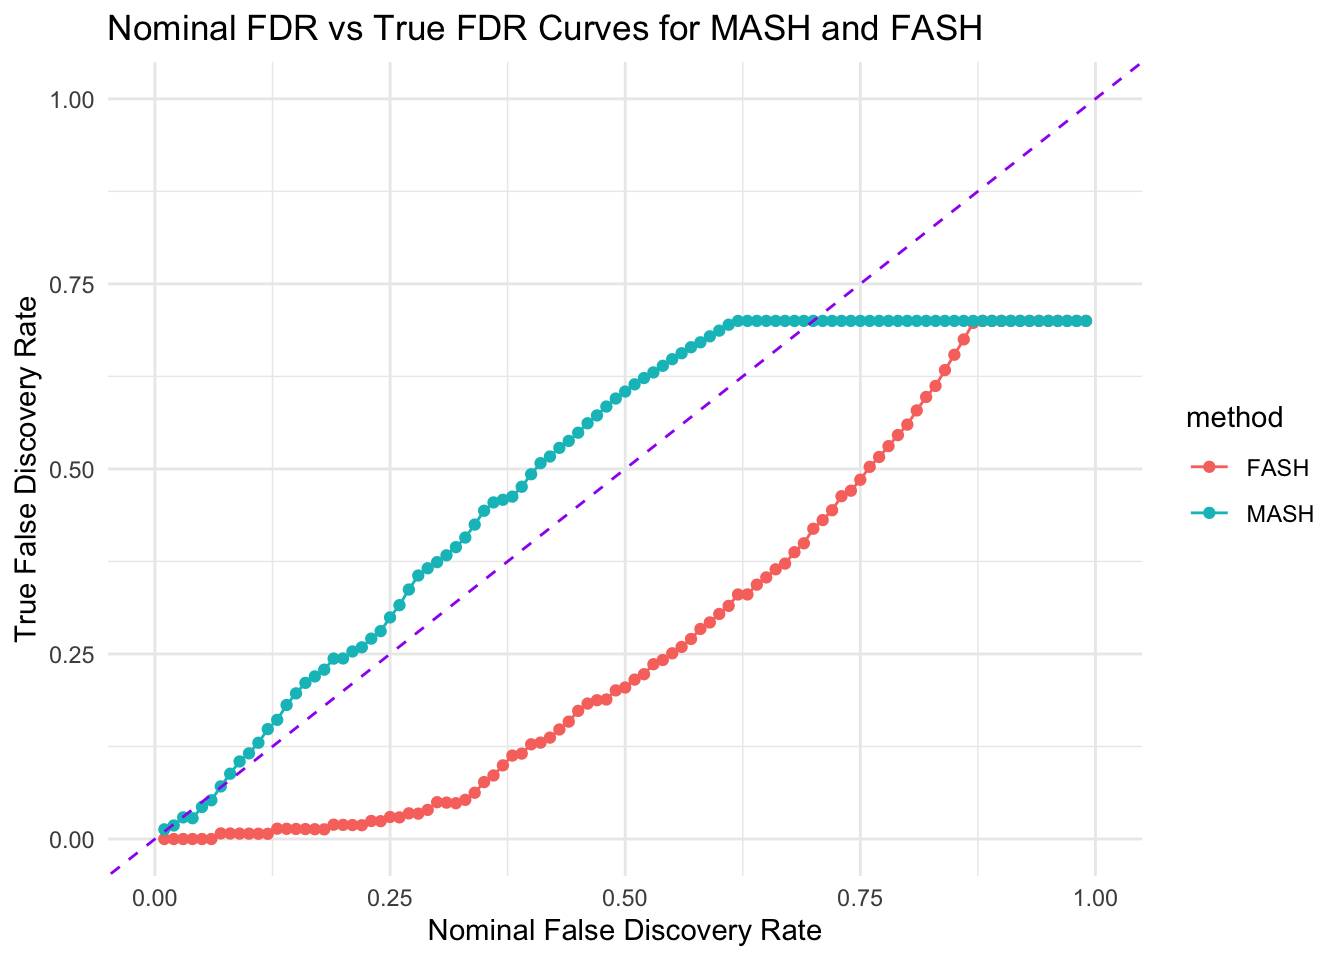 Nominal FDR vs True FDR Curves for MASH and FASH
1.00
0.75
0.50
0.25
0.00
True False Discovery Rate
0.00 0.25 0.50 0.75 1.00
Nominal False Discovery Rate
method
FASH
MASH